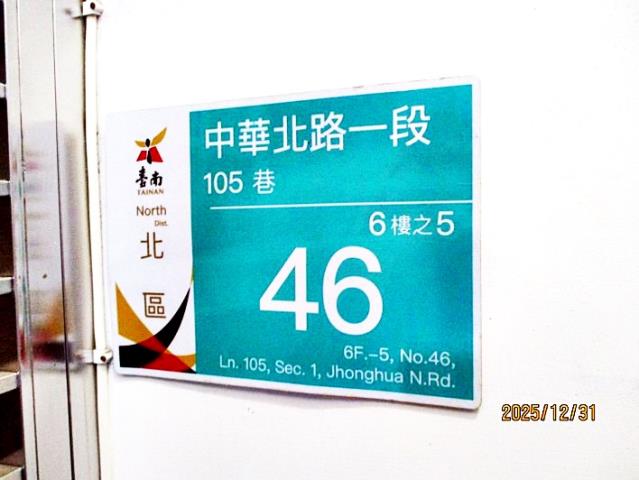 臺南
TAINAN
North
Dist.
北
區
中華北路一段
105 巷
6樓之5
46
6F.-5, No.46,
Ln. 105, Sec. 1, Jhonghua N.Rd.
2025/12/31